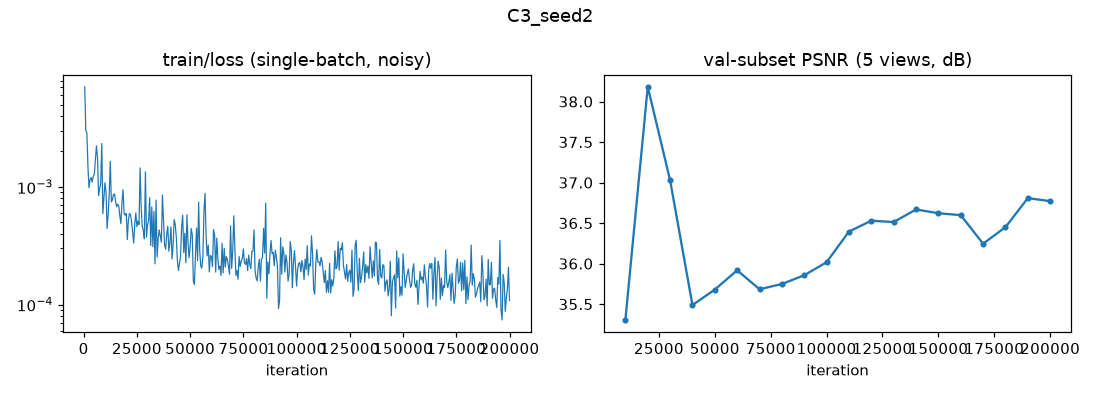 C3_seed2
train/loss (single-batch, noisy)
val-subset PSNR (5 views, dB)
10⁻³
10⁻⁴
0 25000 50000 75000 100000 125000 150000 175000 200000
iteration
38.0
37.5
37.0
36.5
36.0
35.5
25000 50000 75000 100000 125000 150000 175000 200000
iteration